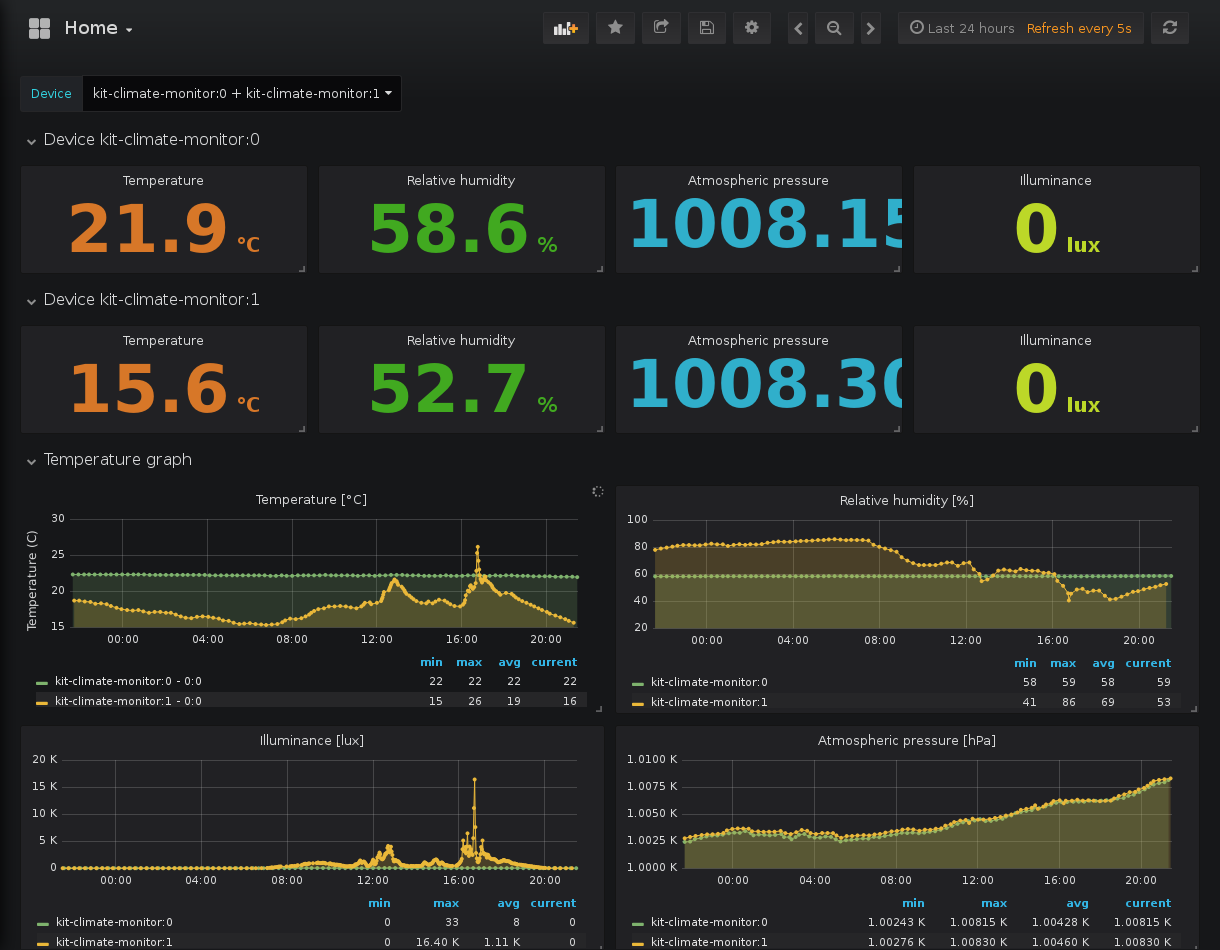 Home
Last 24 hours Refresh every 5s
Device kit-climate-monitor:0 + kit-climate-monitor:1
Device kit-climate-monitor:0
Temperature Relative humidity Atmospheric pressure Illuminance
21.9 °C 58.6 % 1008.15 0 lux
Device kit-climate-monitor:1
Temperature Relative humidity Atmospheric pressure Illuminance
15.6 °C 52.7 % 1008.30 0 lux
Temperature graph
Temperature [°C]
Temperature (C)
30
25
20
15
00:00 04:00 08:00 12:00 16:00 20:00
min max avg current
kit-climate-monitor:0 - 0:0 22 22 22 22
kit-climate-monitor:1 - 0:0 15 26 19 16
Relative humidity [%]
100
80
60
40
20
00:00 04:00 08:00 12:00 16:00 20:00
min max avg current
kit-climate-monitor:0 58 59 58 59
kit-climate-monitor:1 41 86 69 53
Illuminance [lux]
20 K
15 K
10 K
5 K
0
00:00 04:00 08:00 12:00 16:00 20:00
min max avg current
kit-climate-monitor:0 0 33 8 0
kit-climate-monitor:1 0 16.40 K 1.11 K 0
Atmospheric pressure [hPa]
1.0100 K
1.0075 K
1.0050 K
1.0025 K
1.0000 K
00:00 04:00 08:00 12:00 16:00 20:00
min max avg current
kit-climate-monitor:0 1.00243 K 1.00815 K 1.00428 K 1.00815 K
kit-climate-monitor:1 1.00276 K 1.00830 K 1.00460 K 1.00830 K